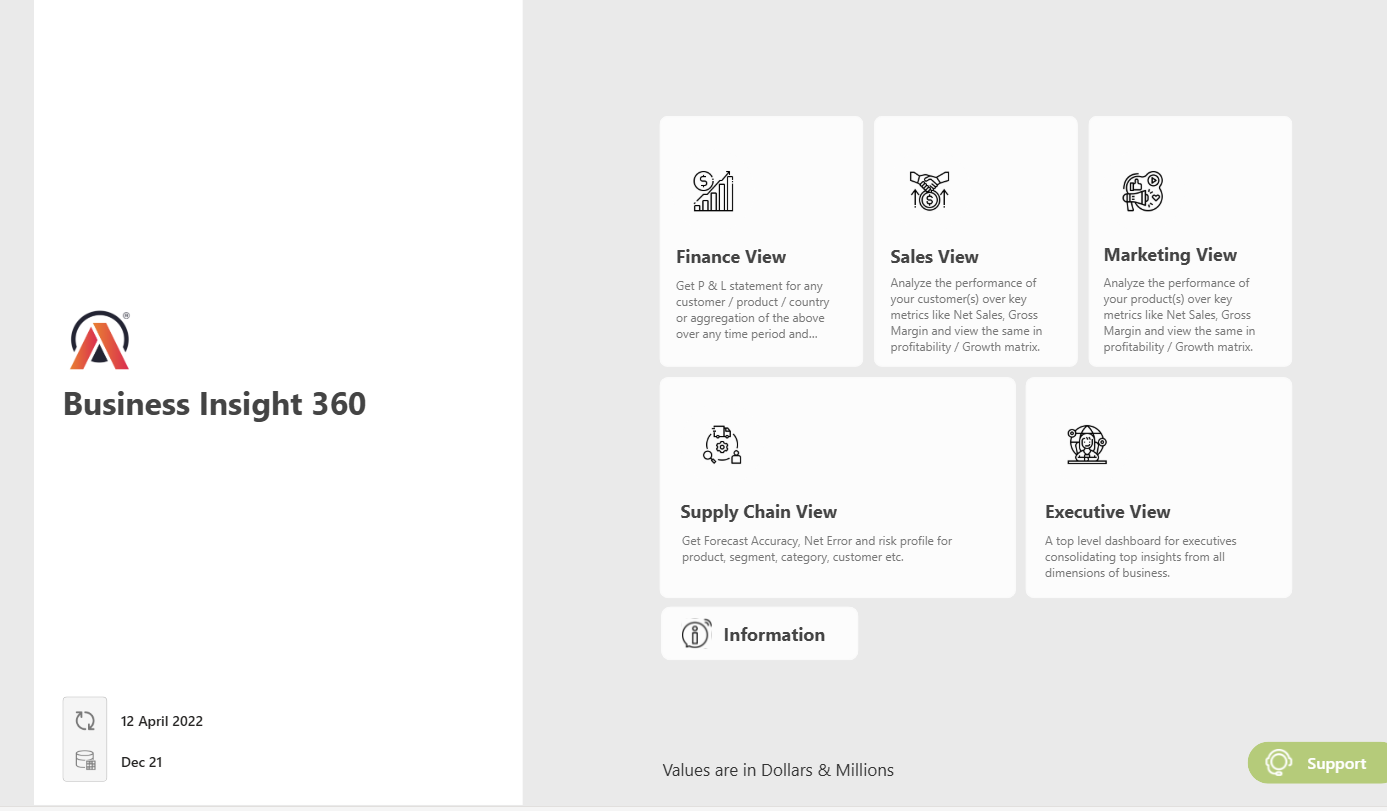 ®
Business Insight 360
12 April 2022
Dec 21
Finance View
Get P & L statement for any
customer / product / country
or aggregation of the above
over any time period and...
Sales View
Analyze the performance of
your customer(s) over key
metrics like Net Sales, Gross
Margin and view the same in
profitability / Growth matrix.
Marketing View
Analyze the performance of
your product(s) over key
metrics like Net Sales, Gross
Margin and view the same in
profitability / Growth matrix.
Supply Chain View
Get Forecast Accuracy, Net Error and risk profile for
product, segment, category, customer etc.
Executive View
A top level dashboard for executives
consolidating top insights from all
dimensions of business.
Information
Values are in Dollars & Millions
Support